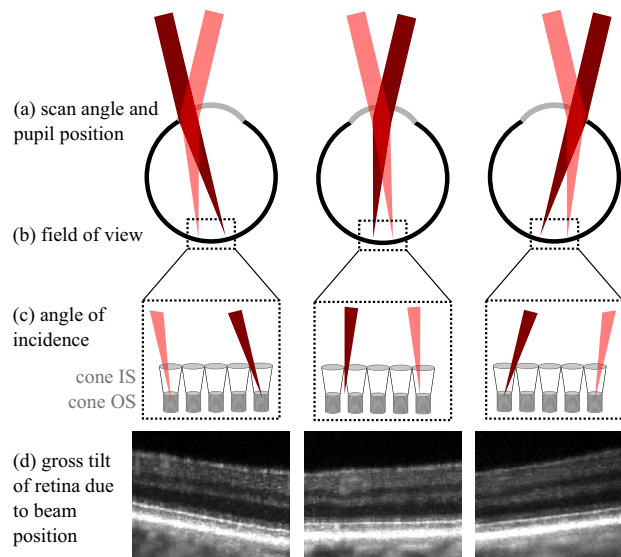 (a) scan angle and
pupil position
(b) field of view
(c) angle of
incidence
cone IS
cone OS
(d) gross tilt
of retina due
to beam
position